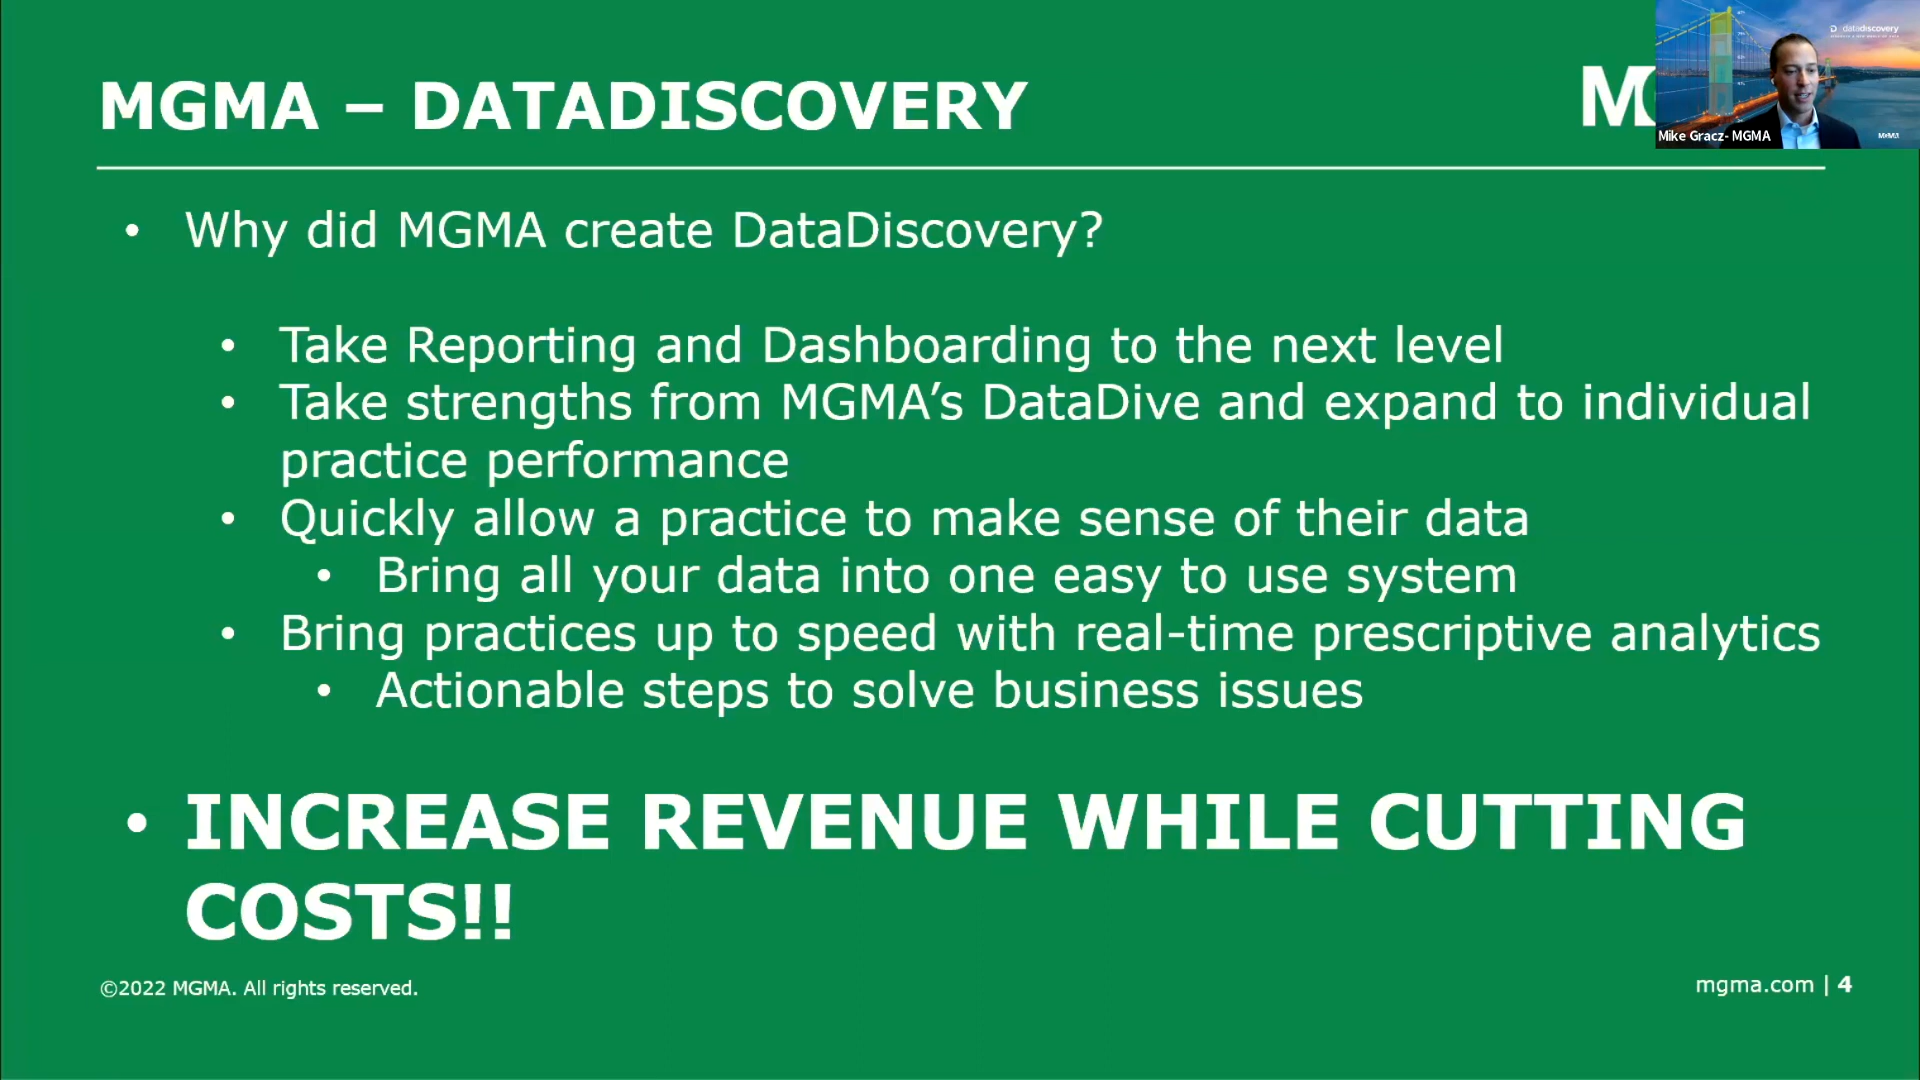 MGMA – DATADISCOVERY
datadiscovery
Mike Gracz- MGMA
MGMA
• Why did MGMA create DataDiscovery?
• Take Reporting and Dashboarding to the next level
• Take strengths from MGMA’s DataDive and expand to individual
practice performance
• Quickly allow a practice to make sense of their data
• Bring all your data into one easy to use system
• Bring practices up to speed with real-time prescriptive analytics
• Actionable steps to solve business issues
• INCREASE REVENUE WHILE CUTTING
COSTS!!
©2022 MGMA. All rights reserved.
mgma.com | 4